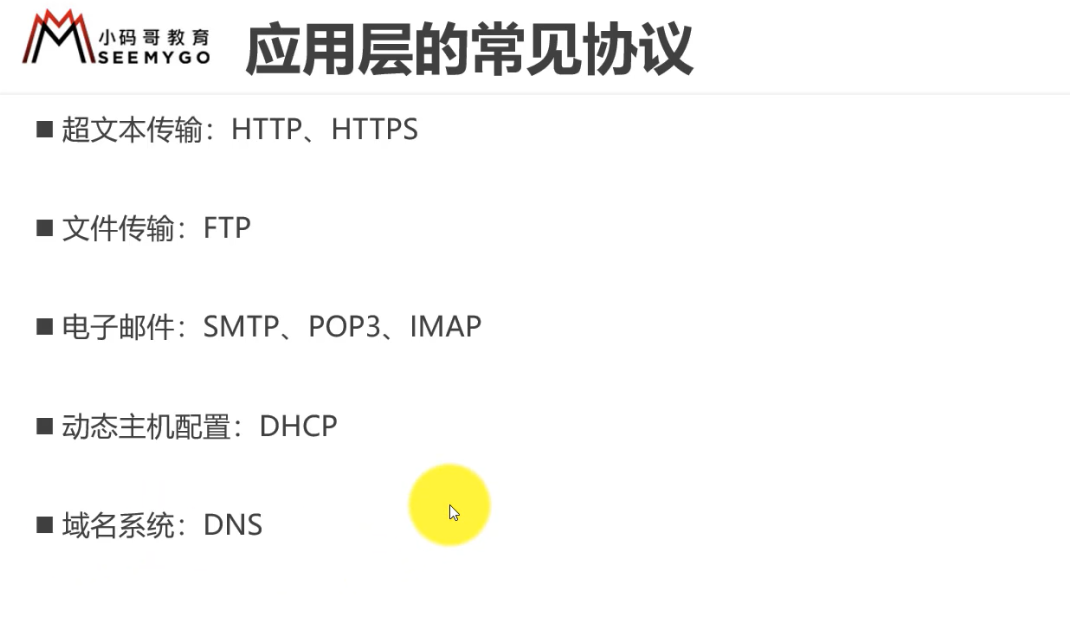 小码哥教育
SEEMYGO
应用层的常见协议
■ 超文本传输：HTTP、HTTPS
■ 文件传输：FTP
■ 电子邮件：SMTP、POP3、IMAP
■ 动态主机配置：DHCP
■ 域名系统：DNS